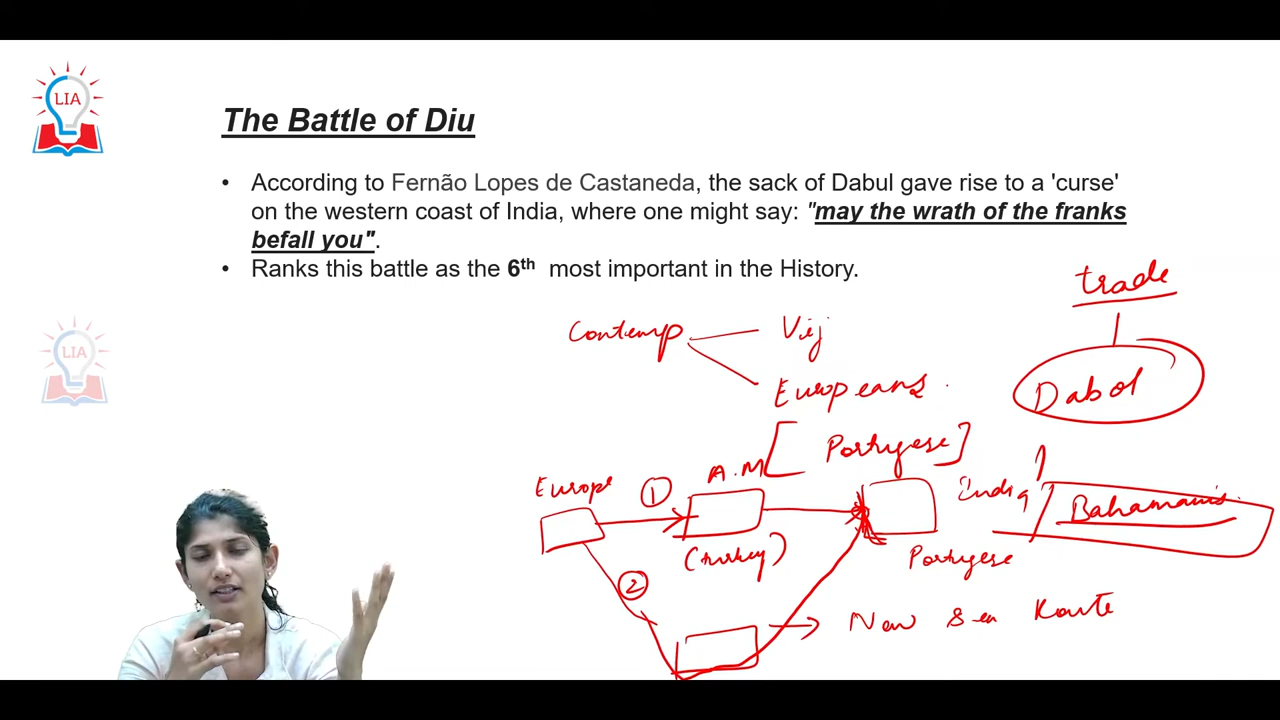 LIA
The Battle of Diu
• According to Fernão Lopes de Castaneda, the sack of Dabul gave rise to a 'curse'
on the western coast of India, where one might say: "may the wrath of the franks
befall you".
• Ranks this battle as the 6th most important in the History.
trade
Contemp
Vij
LIA
Europeans
Dabol
[Portugese]
A.M
Europe
1
India
Bahamanis
(turkey)
Portugese
2
New Sea Route